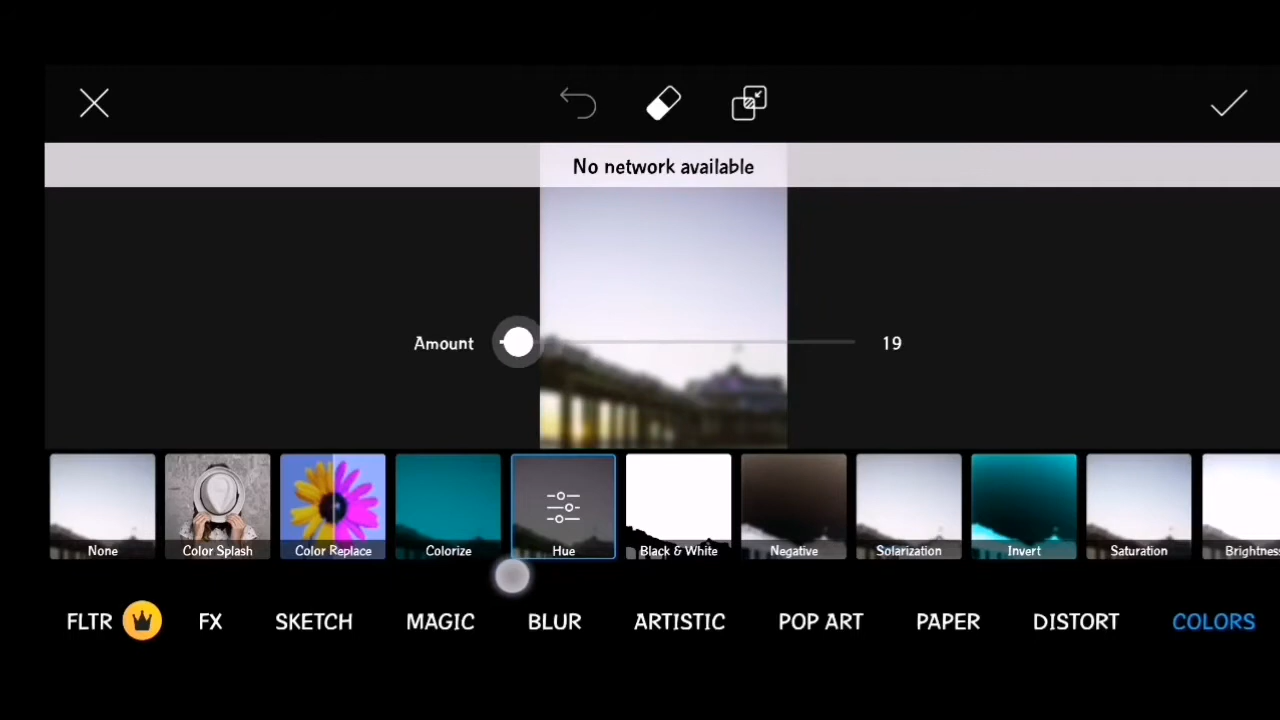 No network available
Amount 19
None Color Splash Color Replace Colorize Hue Black & White Negative Solarization Invert Saturation Brightness
FLTR FX SKETCH MAGIC BLUR ARTISTIC POP ART PAPER DISTORT COLORS